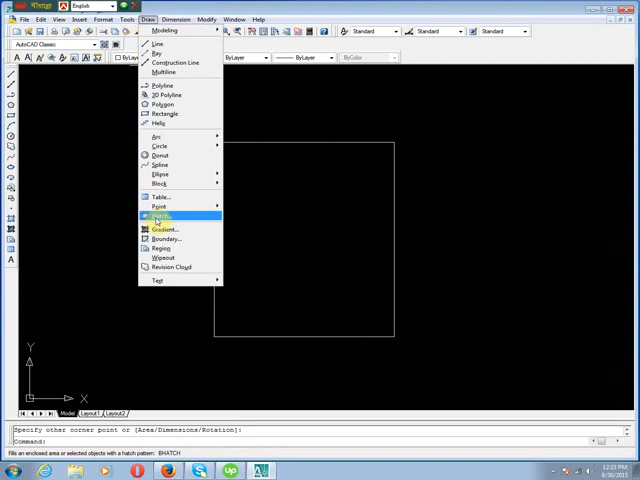 বাংলা English
File Edit View Insert Format Tools Draw Dimension Modify Window Help
AutoCAD Classic
Standard Standard Standard
ByLayer ByLayer ByColor
Modeling
Line
Ray
Construction Line
Multiline
Polyline
3D Polyline
Polygon
Rectangle
Helix
Arc
Circle
Donut
Spline
Ellipse
Block
Table...
Point
Hatch...
Gradient...
Boundary...
Region
Wipeout
Revision Cloud
Text
Y
X
Model Layout1 Layout2
Specify other corner point or [Area/Dimensions/Rotation]:
Command:
Fills an enclosed area or selected objects with a hatch pattern: BHATCH
12:23 PM
8/30/2015